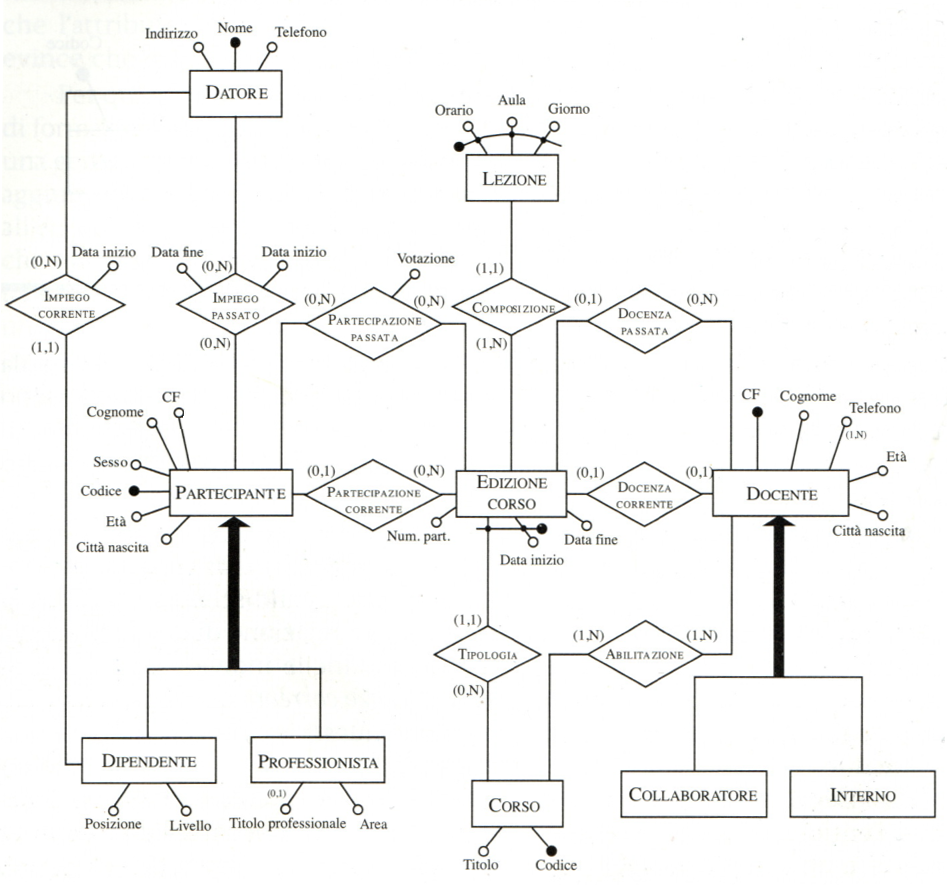 Indirizzo
Nome
Telefono
DATORE
Orario
Aula
Giorno
LEZIONE
(0,N)
Data inizio
Data fine
(0,N)
Data inizio
Votazione
(1,1)
IMPIEGO
CORRENTE
IMPIEGO
PASSATO
(0,N)
PARTECIPAZIONE
PASSATA
(0,N)
COMPOSIZIONE
(0,1)
DOCENZA
PASSATA
(0,N)
(1,1)
(0,N)
(1,N)
CF
Cognome
CF
Cognome
Telefono
(1,N)
Sesso
Codice
Età
Città nascita
PARTECIPANTE
(0,1)
PARTECIPAZIONE
CORRENTE
(0,N)
EDIZIONE
CORSO
(0,1)
DOCENZA
CORRENTE
(0,1)
DOCENTE
Età
Città nascita
Num. part.
Data inizio
Data fine
(1,1)
TIPOLOGIA
(0,N)
(1,N)
ABILITAZIONE
(1,N)
DIPENDENTE
PROFESSIONISTA
Posizione
Livello
(0,1)
Titolo professionale
Area
CORSO
Titolo
Codice
COLLABORATORE
INTERNO